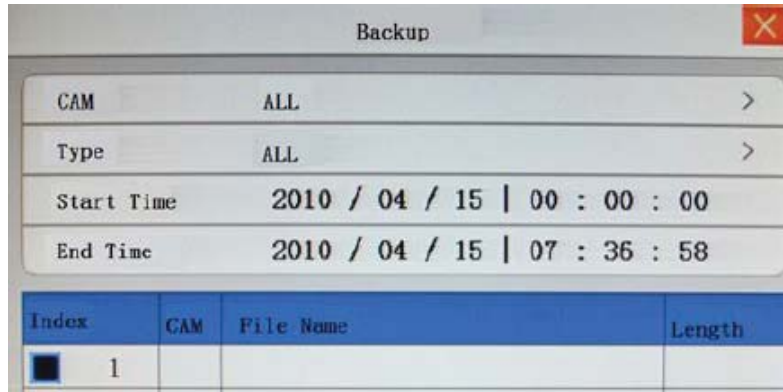 Backup
X
CAM ALL >
Type ALL >
Start Time 2010 / 04 / 15 | 00 : 00 : 00
End Time 2010 / 04 / 15 | 07 : 36 : 58
Index CAM File Name Length
1